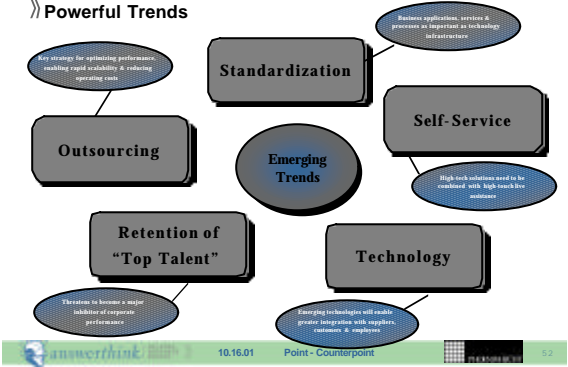 》Powerful Trends
Business applications, services &
processes as important as technology
infrastructure
Key strategy for optimizing performance,
enabling rapid scalability & reducing
operating costs
Standardization
Self-Service
Outsourcing
Emerging
Trends
High-tech solutions need to be
combined with high-touch live
assistance
Retention of
“Top Talent”
Technology
Threatens to become a major
inhibitor of corporate
performance
Emerging technologies will enable
greater integration with suppliers,
customers & employees
answerthink
10.16.01
Point - Counterpoint
52